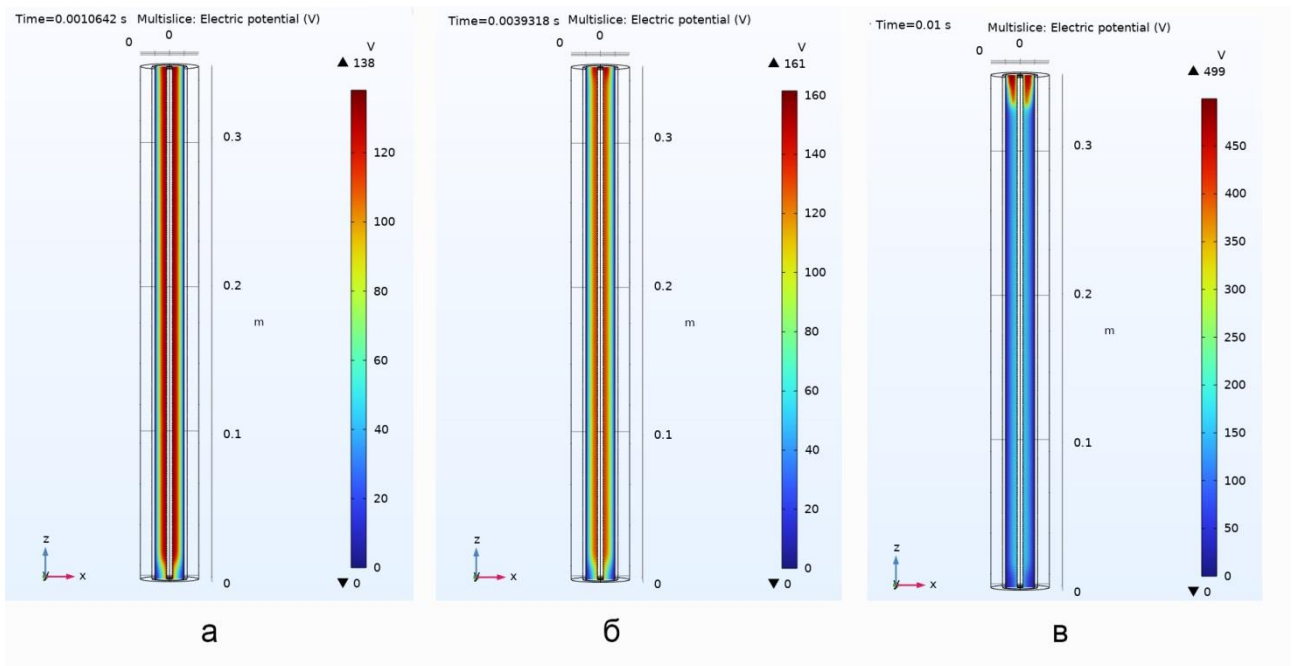 Time=0.0010642 s Multislice: Electric potential (V)
0 0
V
▲ 138
120
100
80
60
40
20
0
▼ 0
0.3
0.2
m
0.1
0
z
y x
Time=0.0039318 s Multislice: Electric potential (V)
0 0
V
▲ 161
160
140
120
100
80
60
40
20
0
▼ 0
0.3
0.2
m
0.1
0
z
y x
Time=0.01 s Multislice: Electric potential (V)
0 0
V
▲ 499
450
400
350
300
250
200
150
100
50
0
▼ 0
0.3
0.2
m
0.1
0
z
y x
а б в